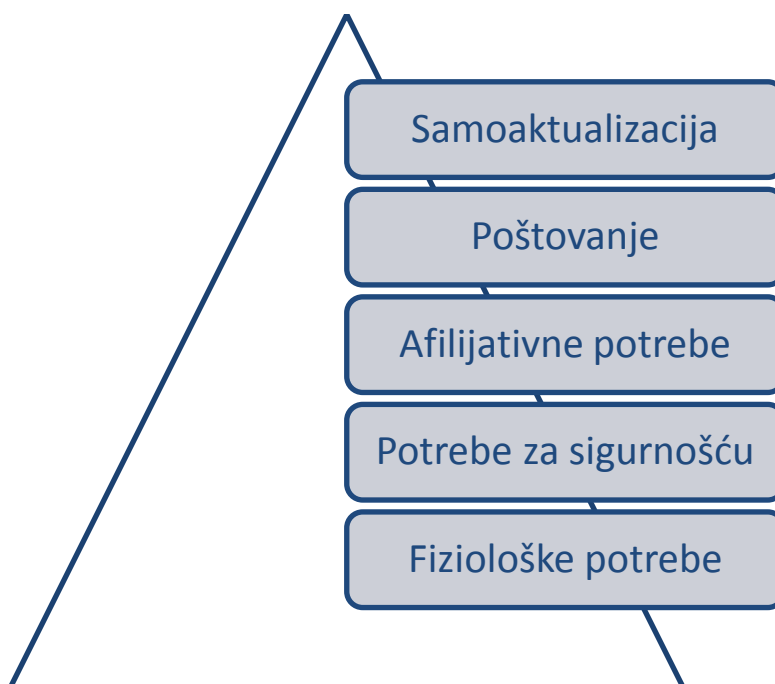 Samoaktualizacija
Poštovanje
Afilijativne potrebe
Potrebe za sigurnošću
Fiziološke potrebe